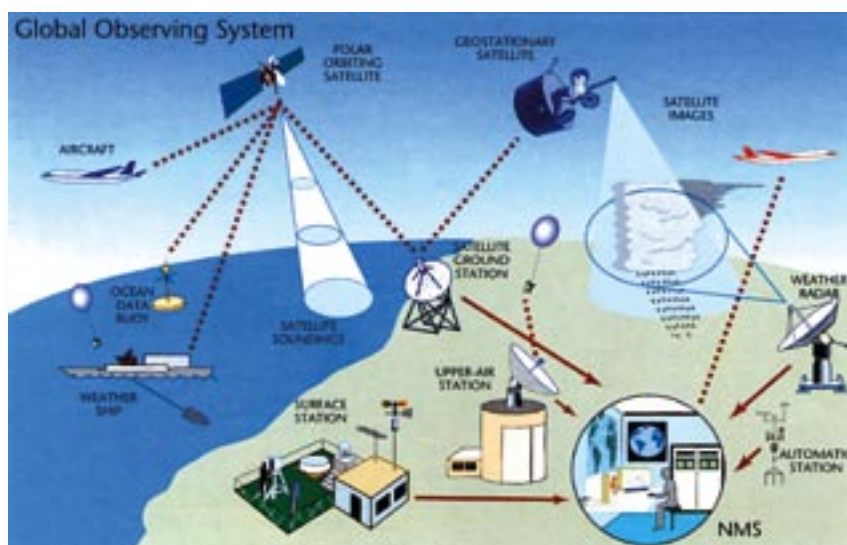 Global Observing System
POLAR
ORBITING
SATELLITE
GEOSTATIONARY
SATELLITE
SATELLITE
IMAGES
AIRCRAFT
SATELLITE
GROUND
STATION
OCEAN
DATA
BUOY
SATELLITE
SOUNDINGS
WEATHER
RADAR
WEATHER
SHIP
UPPER-AIR
STATION
SURFACE
STATION
AUTOMATIC
STATION
NMS